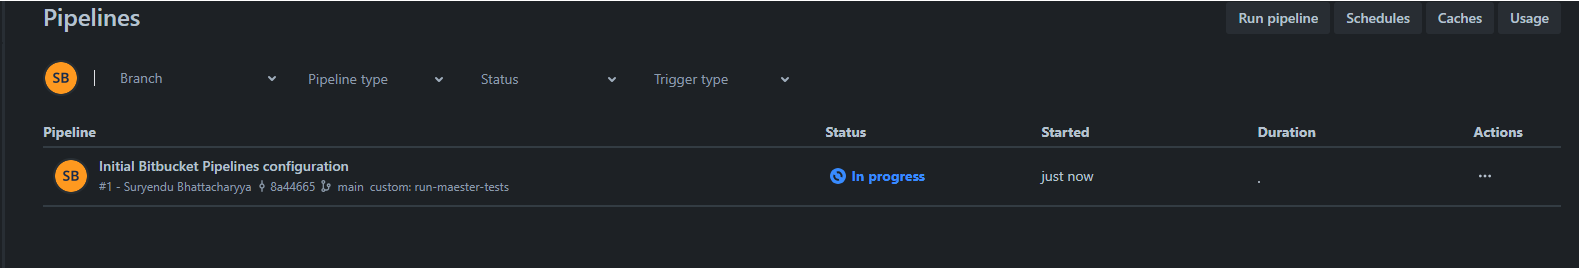 Pipelines
Run pipeline Schedules Caches Usage
SB Branch Pipeline type Status Trigger type
Pipeline Status Started Duration Actions
SB Initial Bitbucket Pipelines configuration
#1 - Suryendu Bhattacharyya 8a44665 main custom: run-maester-tests
In progress just now . ...